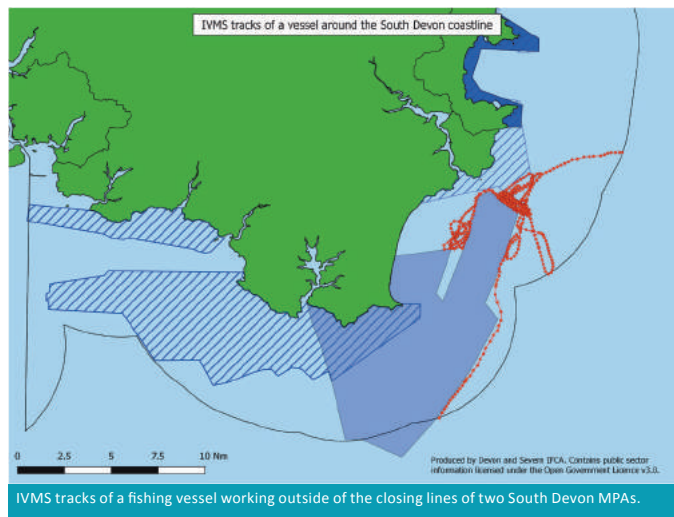 IVMS tracks of a vessel around the South Devon coastline
0 2.5 5 7.5 10 Nm
Produced by Devon and Severn IFCA. Contains public sector
information licensed under the Open Government Licence v3.0.
IVMS tracks of a fishing vessel working outside of the closing lines of two South Devon MPAs.